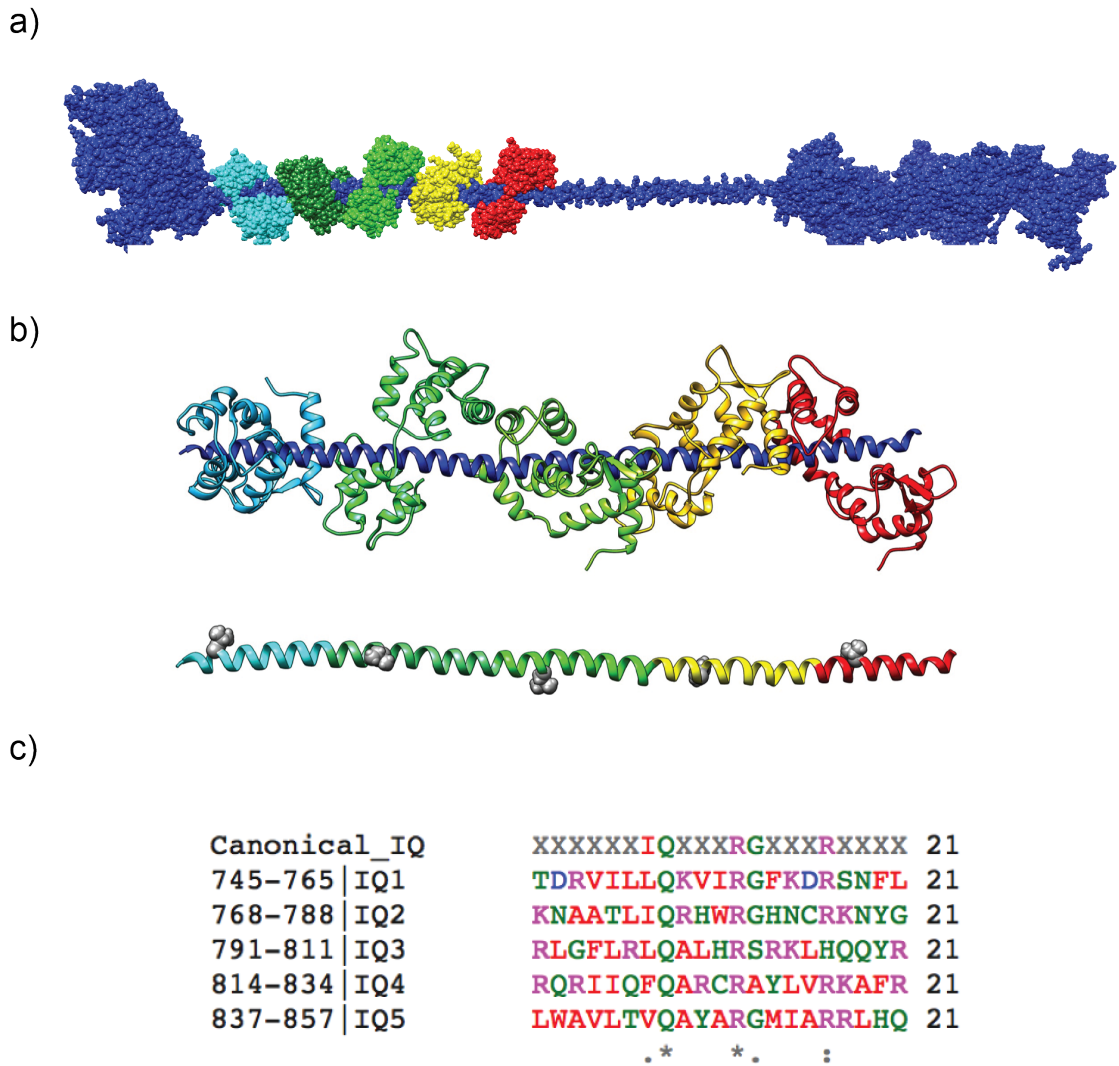 a)
b)
c)
Canonical_IQ XXXXXXIQXXXRGXXXRXXXX 21
745-765|IQ1 TDRVILLQKVIRGFKDRSNFL 21
768-788|IQ2 KNAATLIQRHWRGHNCRKNYG 21
791-811|IQ3 RLGFLRLQALHRSRKLHQQYR 21
814-834|IQ4 RQRIIQFQARCRAYLVRKAFR 21
837-857|IQ5 LWAVLTVQAYARGMIARRLHQ 21
.* *. :